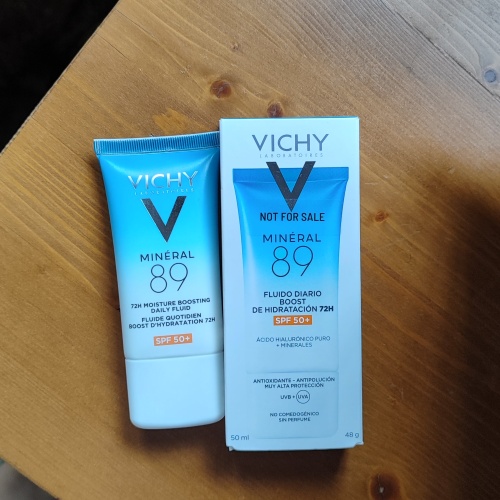 VICHY
LABORATOIRES
MINÉRAL
89
72H MOISTURE BOOSTING
DAILY FLUID
FLUIDE QUOTIDIEN
BOOST D'HYDRATATION 72H
SPF 50+
VICHY
LABORATOIRES
NOT FOR SALE
MINÉRAL
89
FLUIDO DIARIO
BOOST
DE HIDRATACIÓN 72H
SPF 50+
ÁCIDO HIALURÓNICO PURO
+ MINERALES
ANTIOXIDANTE - ANTIPOLUCIÓN
MUY ALTA PROTECCIÓN
UVB + UVA
NO COMEDOGÉNICO
SIN PERFUME
50 ml 48 g